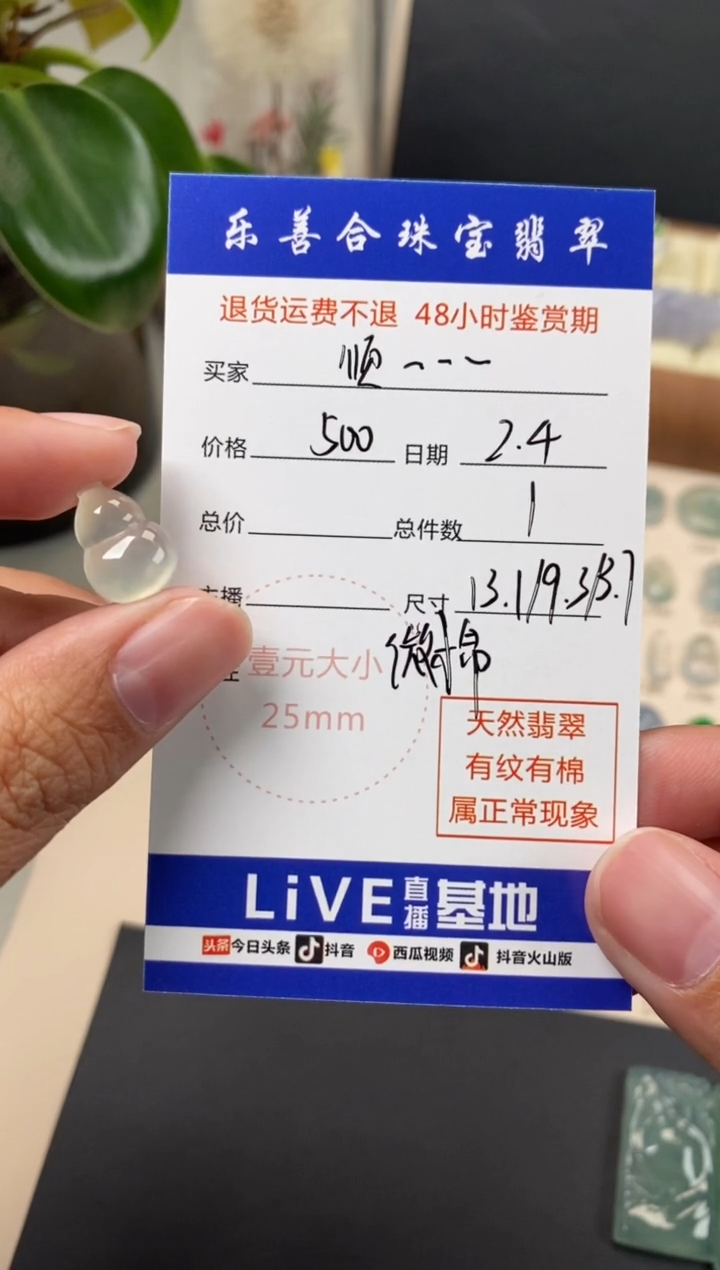 乐善合珠宝翡翠
退货运费不退 48小时鉴赏期
买家 顺---
价格 500 日期 2.4
总价 总件数 1
主播 尺寸 13.1/9.3/3.7
壹元大小 微棉
25mm
天然翡翠
有纹有棉
属正常现象
LiVE直播基地
头条 今日头条 抖音 西瓜视频 抖音火山版